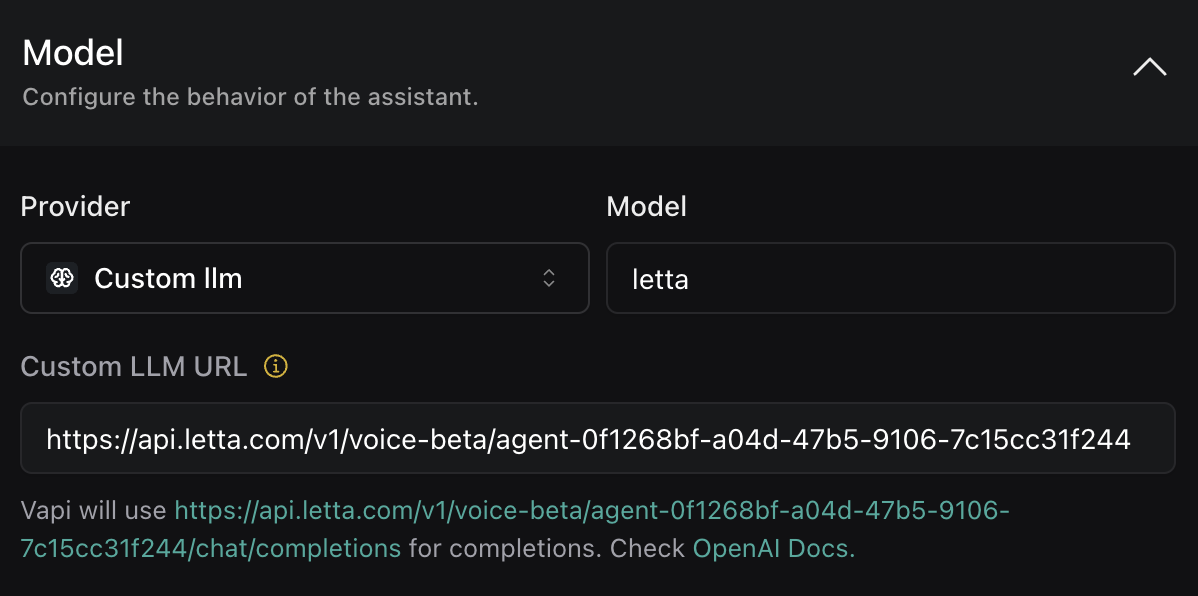 Model
Configure the behavior of the assistant.
Provider
Model
Custom llm
letta
Custom LLM URL
https://api.letta.com/v1/voice-beta/agent-0f1268bf-a04d-47b5-9106-7c15cc31f244
Vapi will use https://api.letta.com/v1/voice-beta/agent-0f1268bf-a04d-47b5-9106-
7c15cc31f244/chat/completions for completions. Check OpenAI Docs.